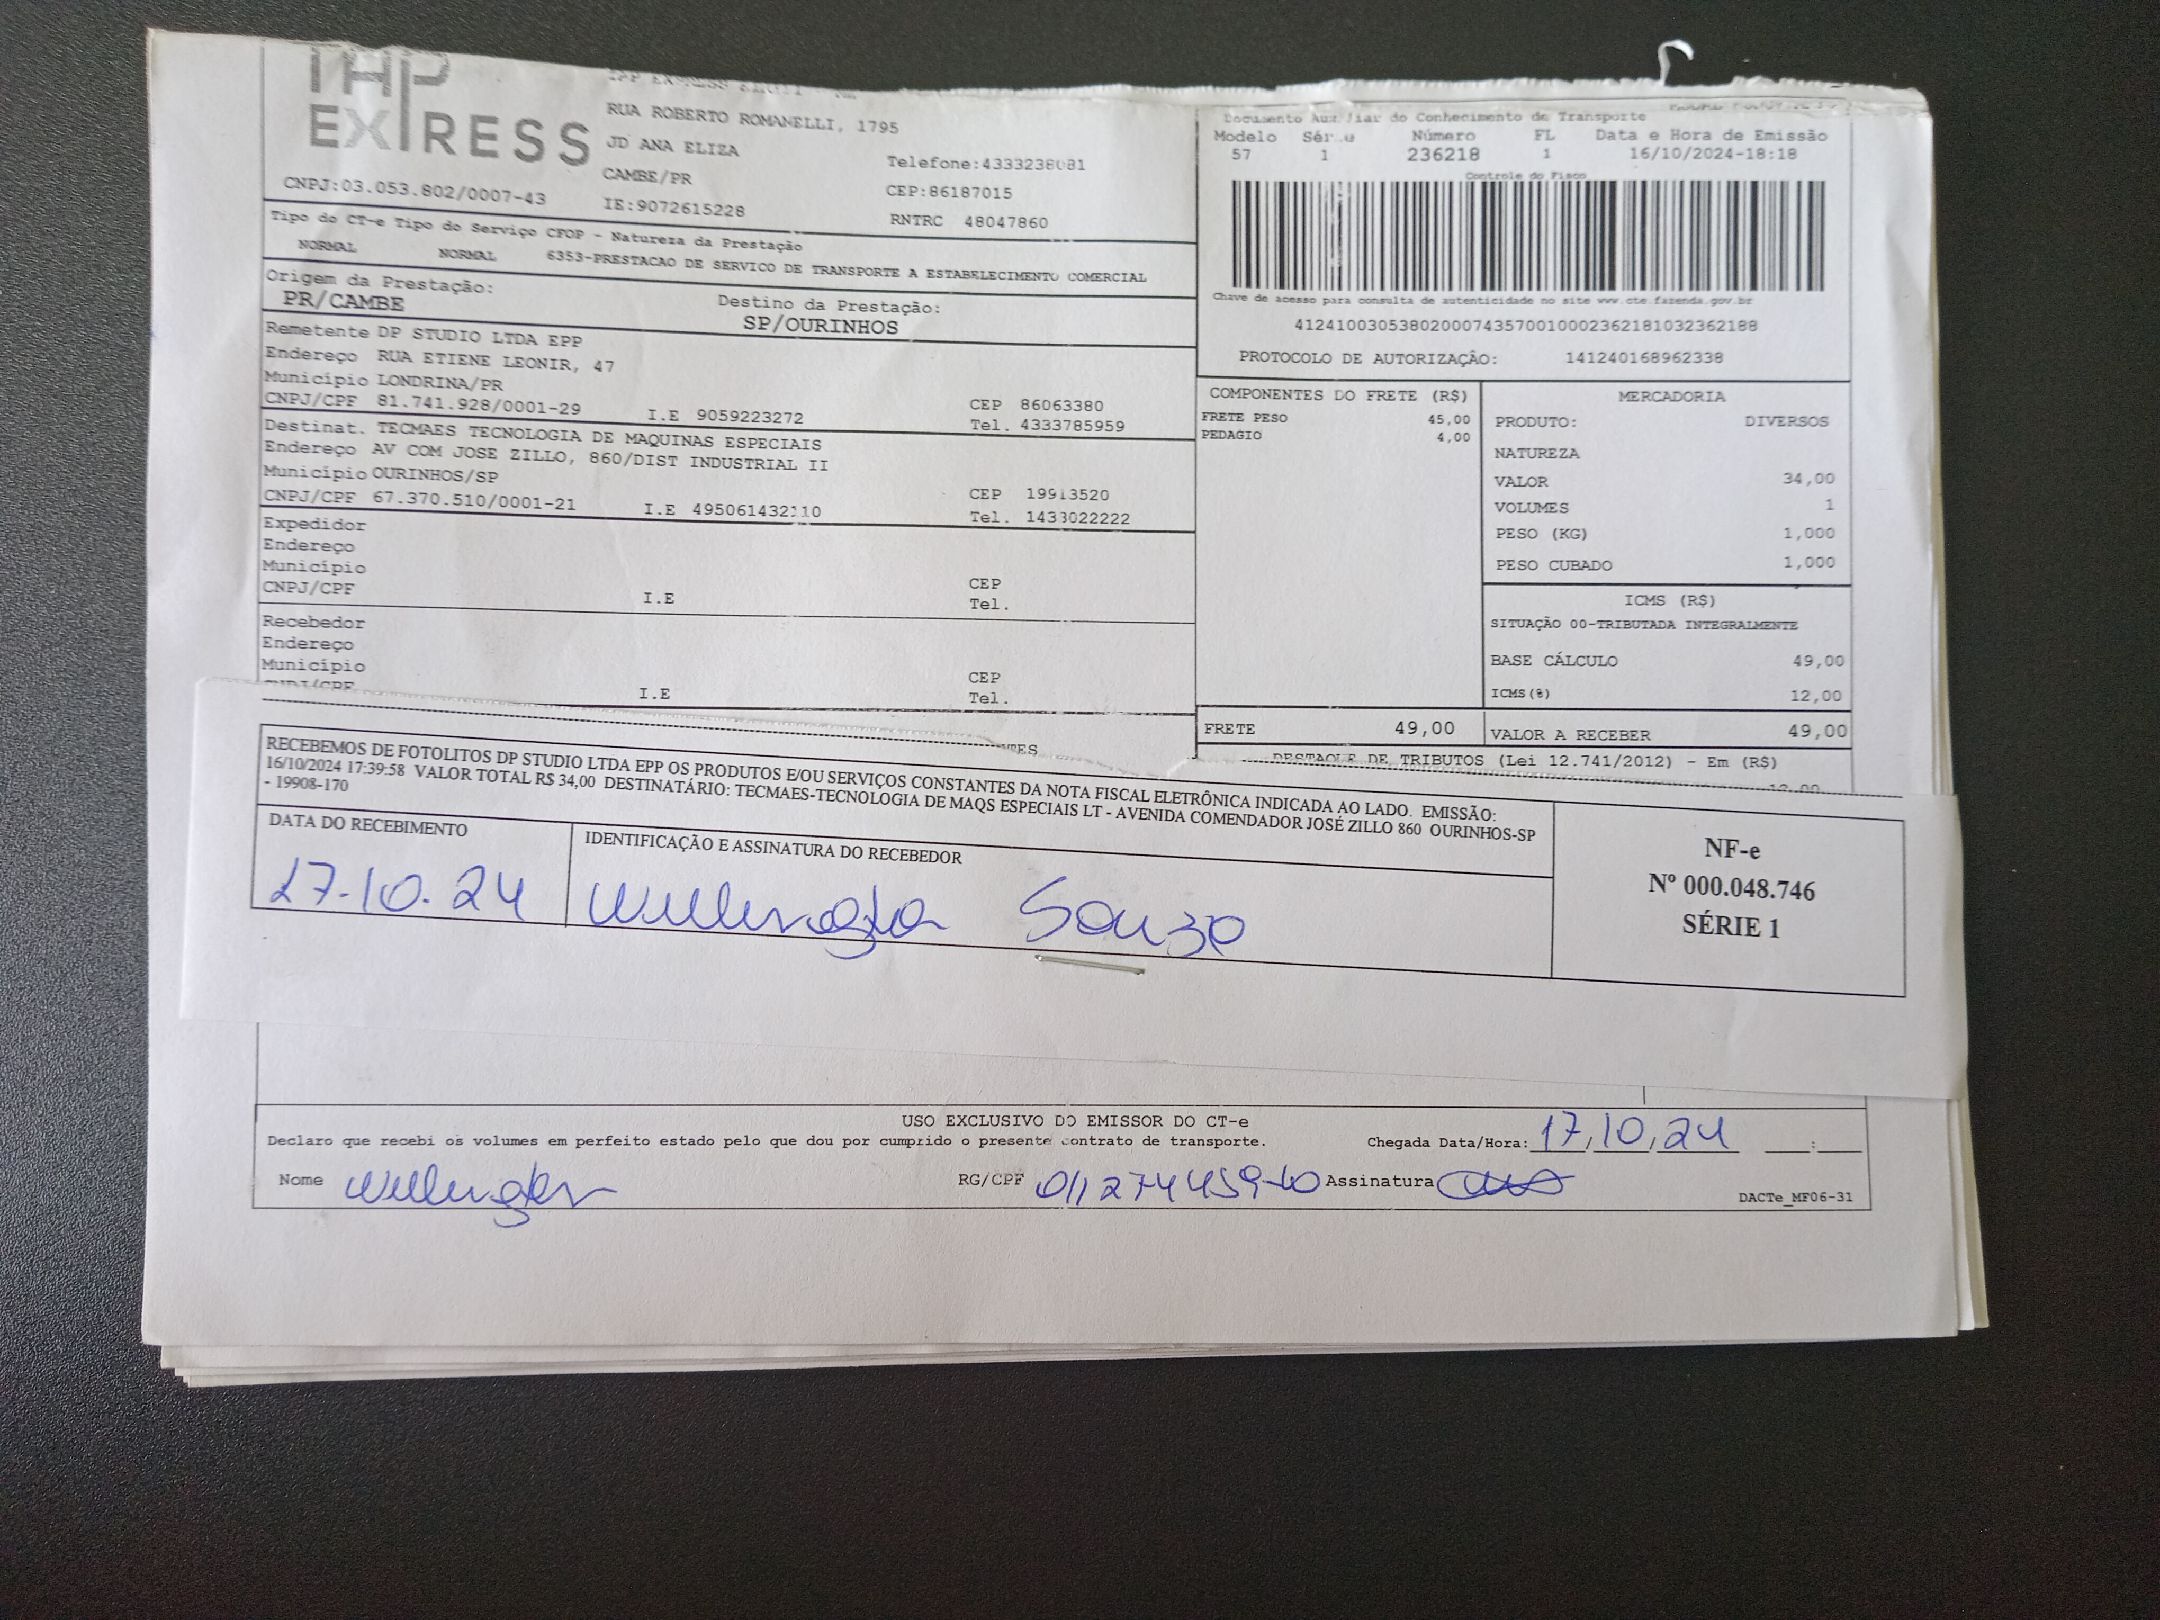 EXPRESS
RUA ROBERTO ROMANELLI, 1795
JD ANA ELIZA
CAMBE/PR
IE:9072615228
Telefone:4333238081
CEP:86187015
RNTRC 48047860
CNPJ:03.053.802/0007-43
Documento Auxiliar do Conhecimento de Transporte
Modelo Série Número FL Data e Hora de Emissão
57 1 236218 1 16/10/2024-18:18
Controle do Fisco
Chave de acesso para consulta de autenticidade no site www.cte.fazenda.gov.br
41241003053802000743570010002362181032362188
PROTOCOLO DE AUTORIZAÇÃO: 141240168962338
Tipo do CT-e Tipo do Serviço CFOP - Natureza da Prestação
NORMAL NORMAL 6353-PRESTACAO DE SERVICO DE TRANSPORTE A ESTABELECIMENTO COMERCIAL
Origem da Prestação: Destino da Prestação:
PR/CAMBE SP/OURINHOS
Remetente DP STUDIO LTDA EPP
Endereço RUA ETIENE LEONIR, 47
Município LONDRINA/PR CEP 86063380
CNPJ/CPF 81.741.928/0001-29 I.E 9059223272 Tel. 4333785959
Destinat. TECMAES TECNOLOGIA DE MAQUINAS ESPECIAIS
Endereço AV COM JOSE ZILLO, 860/DIST INDUSTRIAL II
Município OURINHOS/SP CEP 19913520
CNPJ/CPF 67.370.510/0001-21 I.E 495061432110 Tel. 1433022222
Expedidor
Endereço
Município CEP
CNPJ/CPF I.E Tel.
Recebedor
Endereço
Município CEP
CNPJ/CPF I.E Tel.
COMPONENTES DO FRETE (R$)
FRETE PESO 45,00
PEDAGIO 4,00
FRETE 49,00
MERCADORIA
PRODUTO: DIVERSOS
NATUREZA
VALOR 34,00
VOLUMES 1
PESO (KG) 1,000
PESO CUBADO 1,000
ICMS (R$)
SITUAÇÃO 00-TRIBUTADA INTEGRALMENTE
BASE CÁLCULO 49,00
ICMS(%) 12,00
VALOR A RECEBER 49,00
DESTAQUE DE TRIBUTOS (Lei 12.741/2012) - Em (R$)
12,00
RECEBEMOS DE FOTOLITOS DP STUDIO LTDA EPP OS PRODUTOS E/OU SERVIÇOS CONSTANTES DA NOTA FISCAL ELETRÔNICA INDICADA AO LADO. EMISSÃO:
16/10/2024 17:39:58 VALOR TOTAL R$ 34,00 DESTINATÁRIO: TECMAES-TECNOLOGIA DE MAQS ESPECIAIS LT - AVENIDA COMENDADOR JOSÉ ZILLO 860 OURINHOS-SP
- 19908-170
DATA DO RECEBIMENTO
17.10.24
IDENTIFICAÇÃO E ASSINATURA DO RECEBEDOR
Souza
NF-e
Nº 000.048.746
SÉRIE 1
USO EXCLUSIVO DO EMISSOR DO CT-e
Declaro que recebi os volumes em perfeito estado pelo que dou por cumprido o presente contrato de transporte. Chegada Data/Hora: 17/10/24 :
Nome RG/CPF Assinatura
DACTe_MF06-31